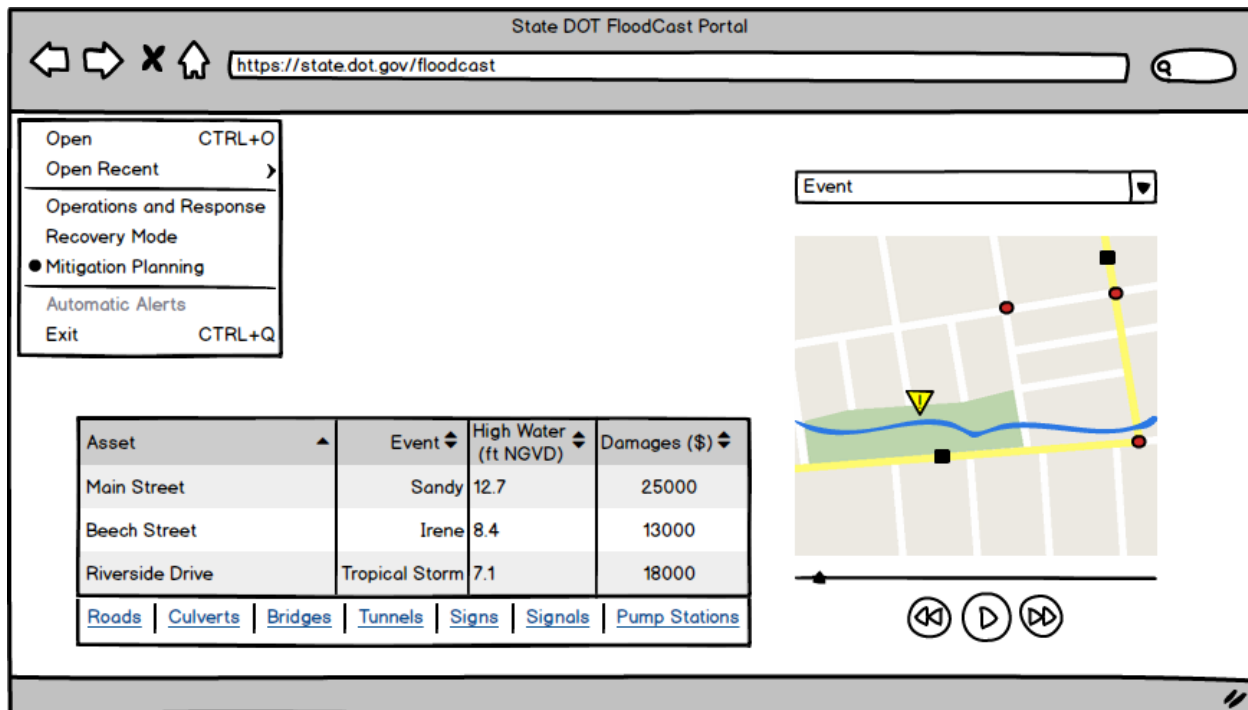 State DOT FloodCast Portal
https://state.dot.gov/floodcast
Open CTRL+O
Open Recent
Operations and Response
Recovery Mode
Mitigation Planning
Automatic Alerts
Exit CTRL+Q
Event
Asset Event High Water (ft NGVD) Damages ($)
Main Street Sandy 12.7 25000
Beech Street Irene 8.4 13000
Riverside Drive Tropical Storm 7.1 18000
Roads Culverts Bridges Tunnels Signs Signals Pump Stations